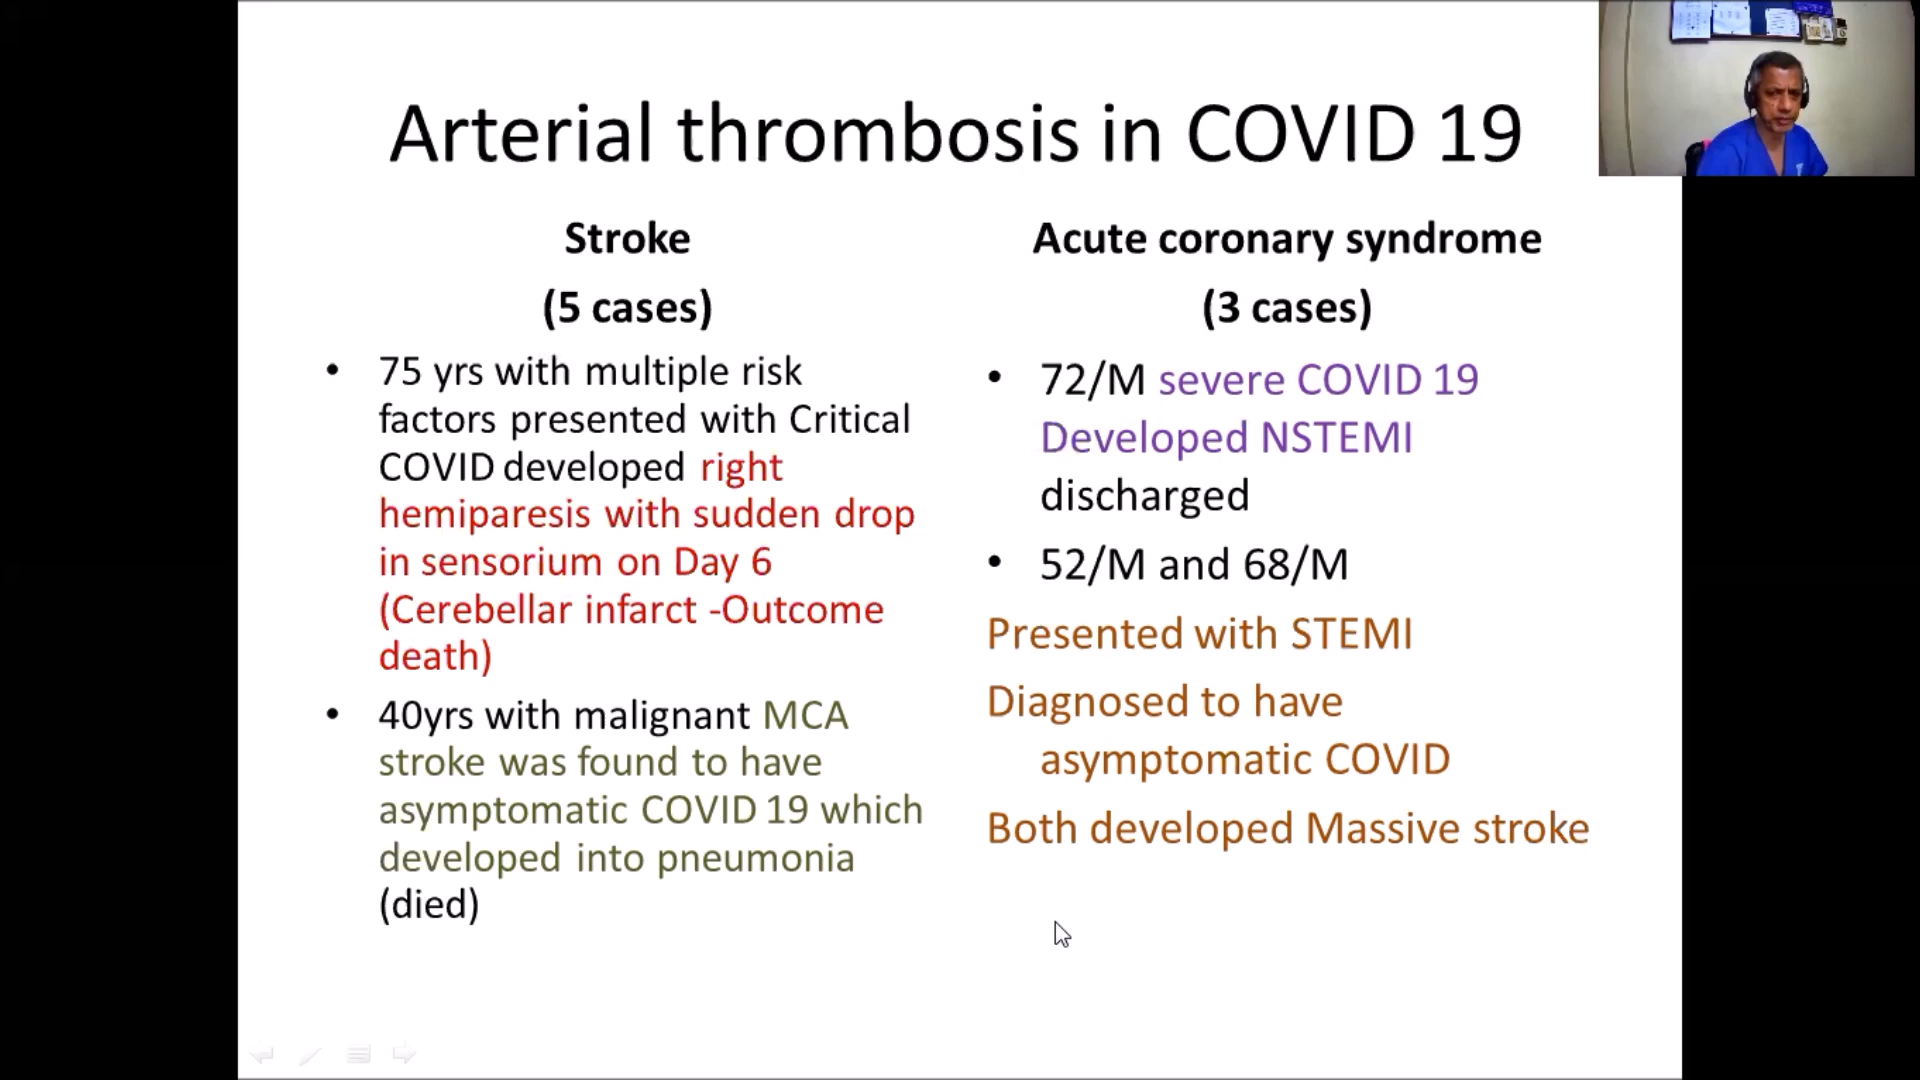 Arterial thrombosis in COVID 19
Stroke
(5 cases)
• 75 yrs with multiple risk
factors presented with Critical
COVID developed right
hemiparesis with sudden drop
in sensorium on Day 6
(Cerebellar infarct -Outcome
death)
• 40yrs with malignant MCA
stroke was found to have
asymptomatic COVID 19 which
developed into pneumonia
(died)
Acute coronary syndrome
(3 cases)
• 72/M severe COVID 19
Developed NSTEMI
discharged
• 52/M and 68/M
Presented with STEMI
Diagnosed to have
asymptomatic COVID
Both developed Massive stroke